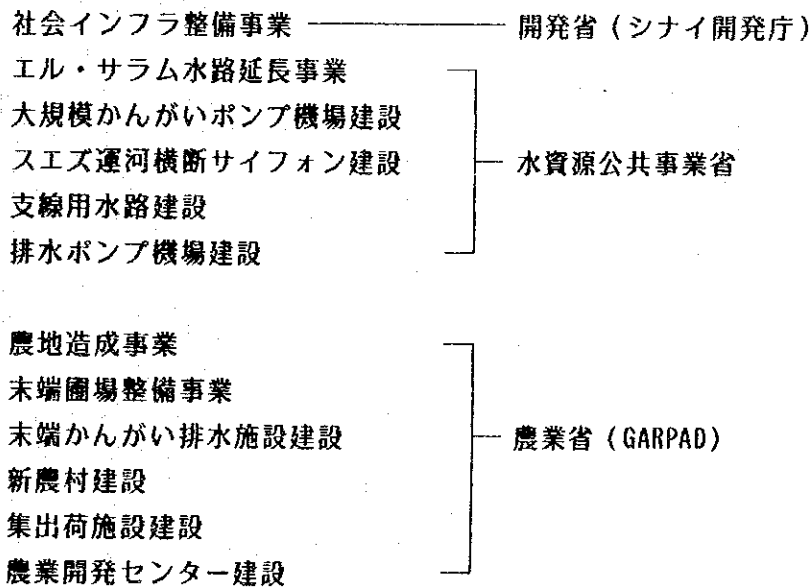 社会インフラ整備事業 開発省(シナイ開発庁)
エル・サラム水路延長事業
大規模かんがいポンプ機場建設
スエズ運河横断サイフォン建設 水資源公共事業省
支線用水路建設
排水ポンプ機場建設
農地造成事業
末端圃場整備事業
末端かんがい排水施設建設 農業省(GARPAD)
新農村建設
集出荷施設建設
農業開発センター建設